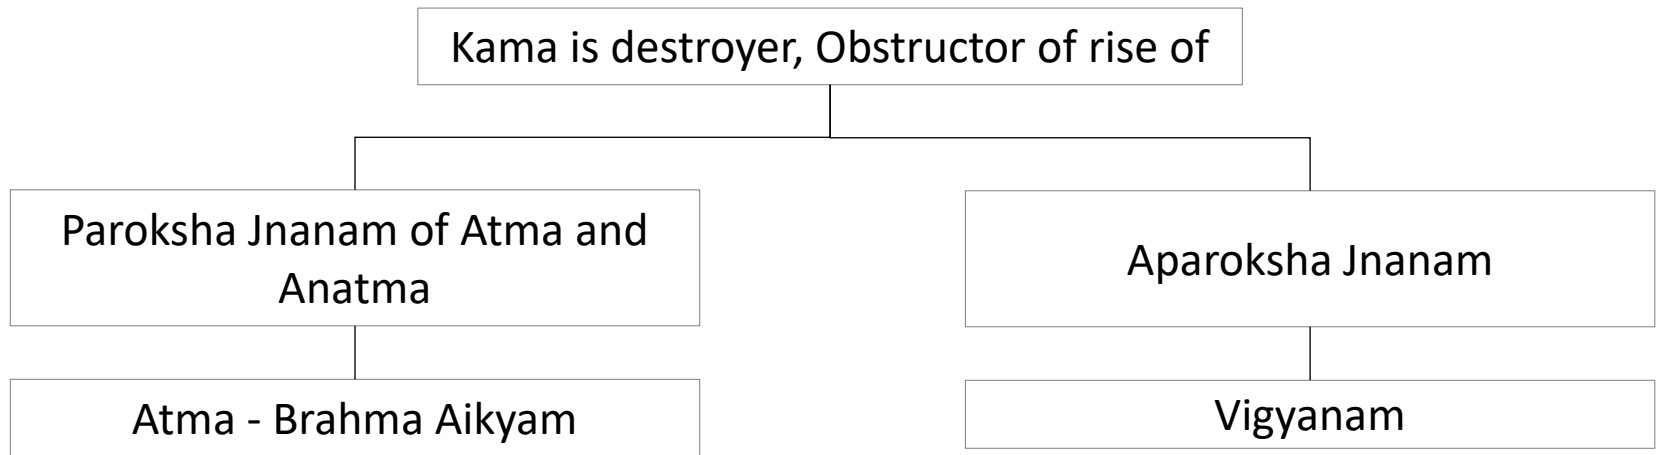 Kama is destroyer, Obstructor of rise of
Paroksha Jnanam of Atma and
Anatma
Aparoksha Jnanam
Atma - Brahma Aikyam
Vigyanam